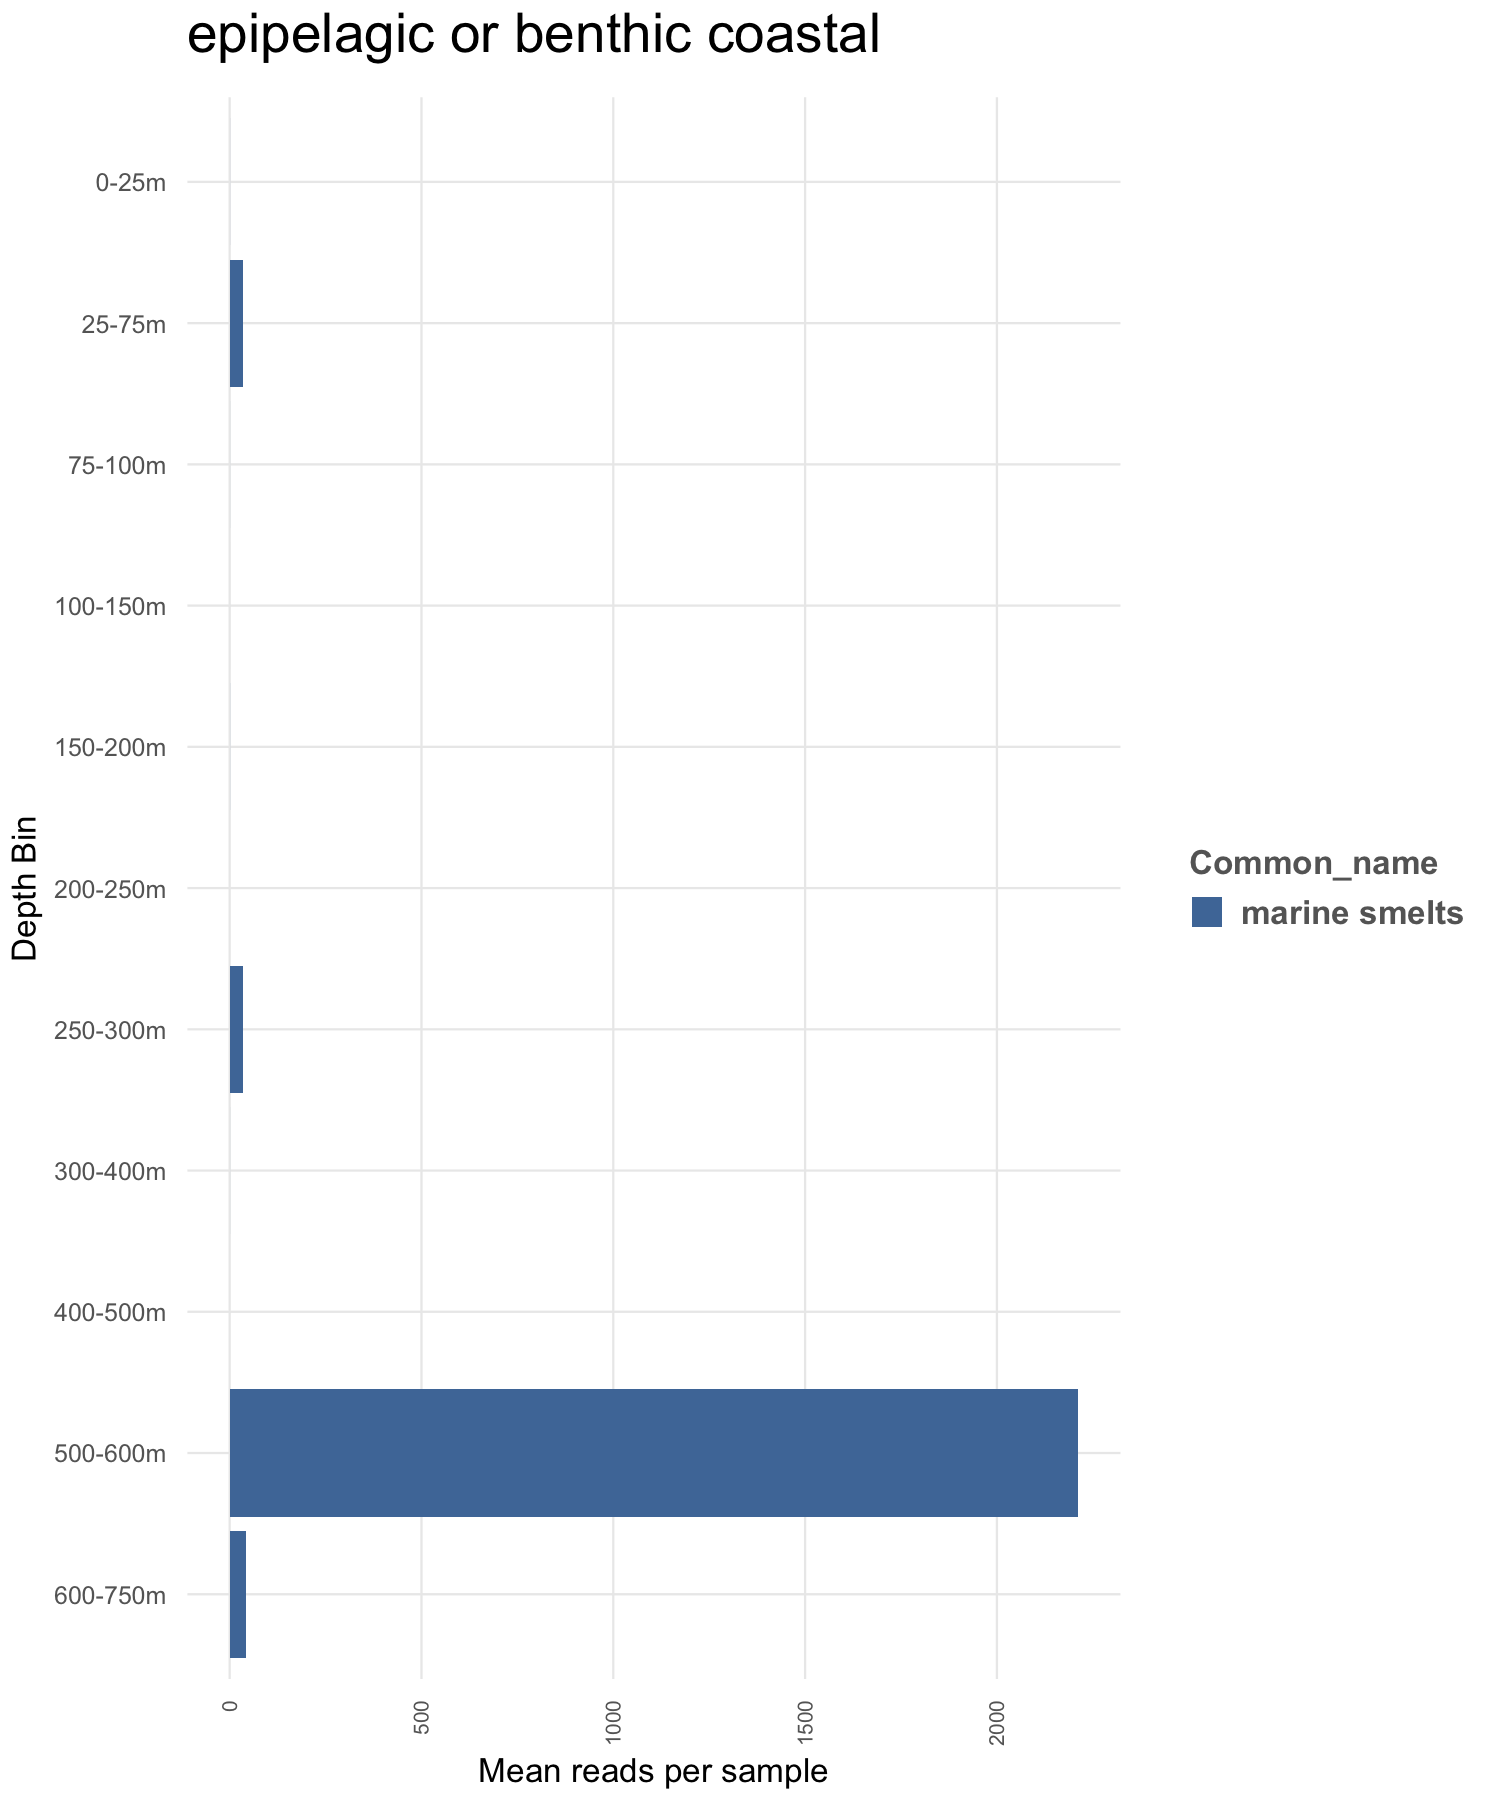 epipelagic or benthic coastal
0-25m
25-75m
75-100m
100-150m
150-200m
200-250m
250-300m
300-400m
400-500m
500-600m
600-750m
Depth Bin
0
500
1000
1500
2000
Mean reads per sample
Common_name
marine smelts